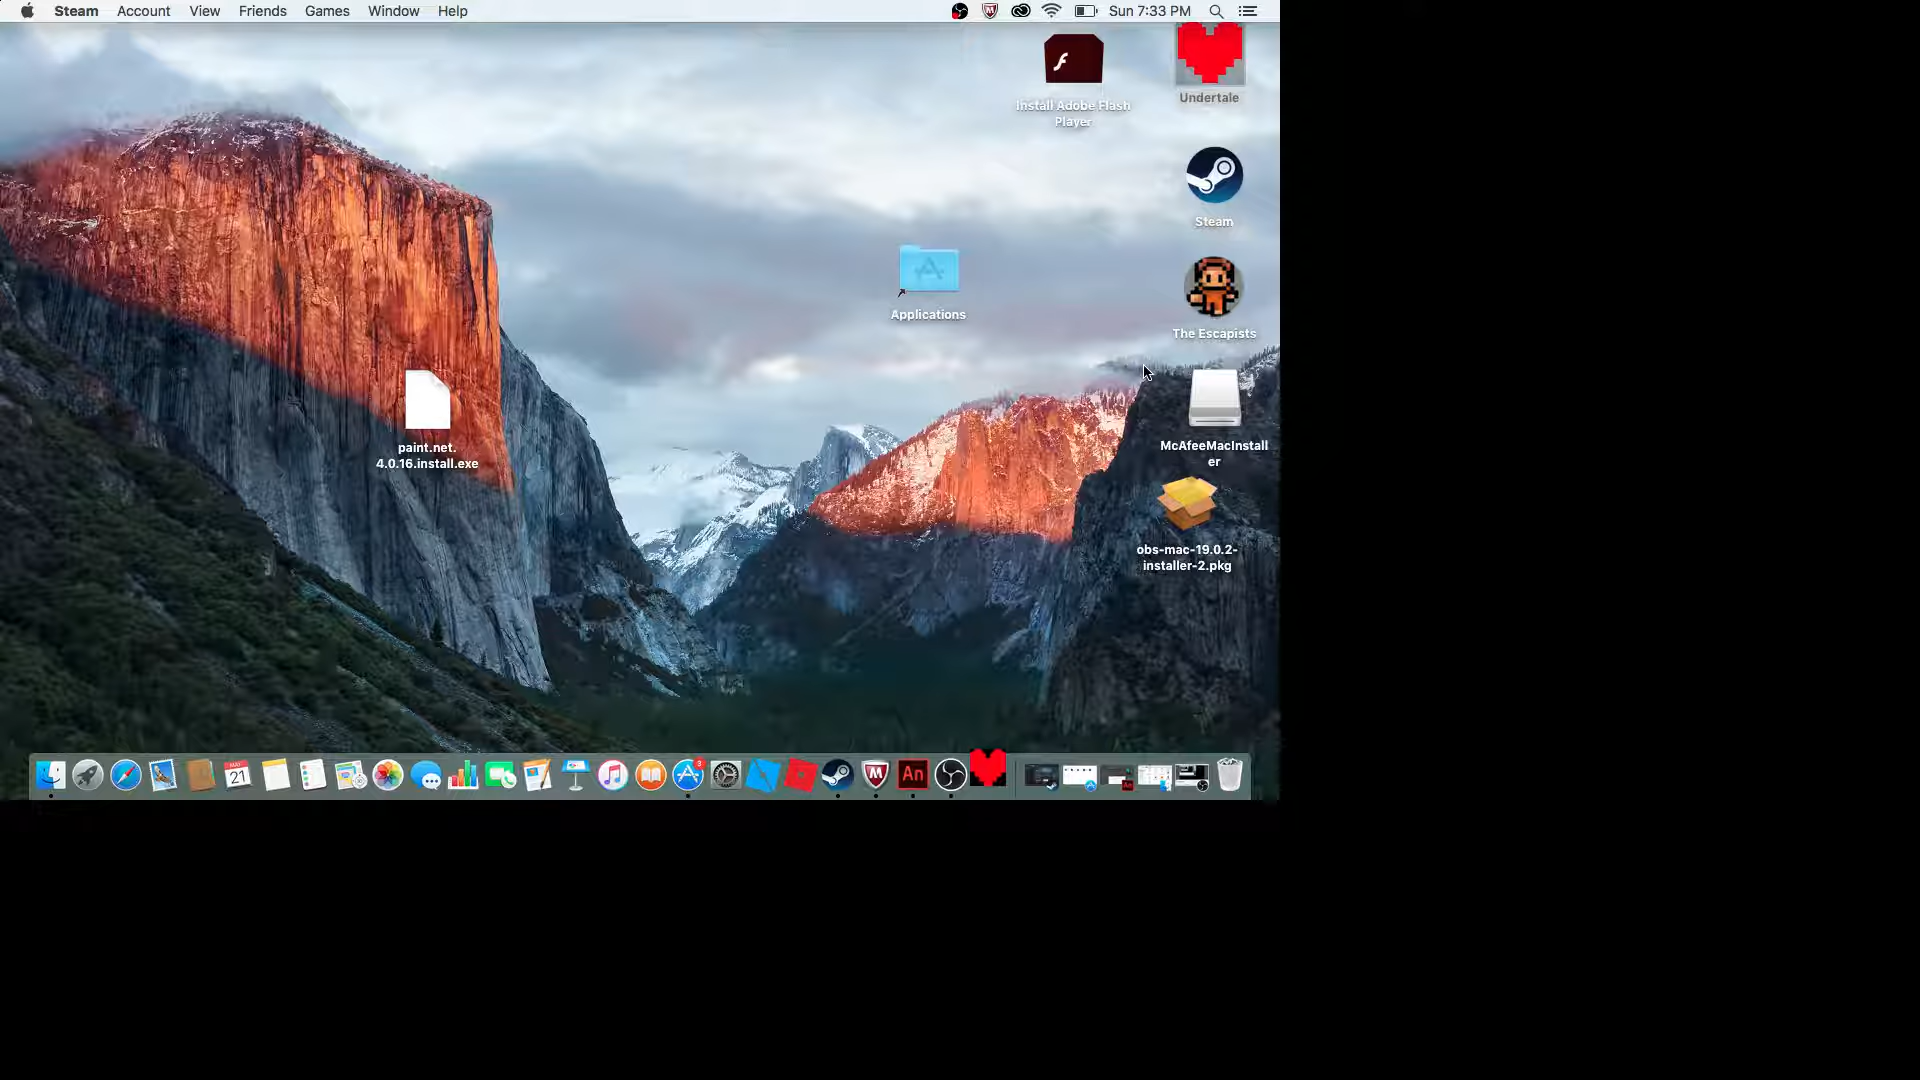 Steam Account View Friends Games Window Help Sun 7:33 PM
Install Adobe Flash
Player
Undertale
Steam
Applications
The Escapists
paint.net.
4.0.16.install.exe
McAfeeMacInstall
er
obs-mac-19.0.2-
installer-2.pkg
21
3
An